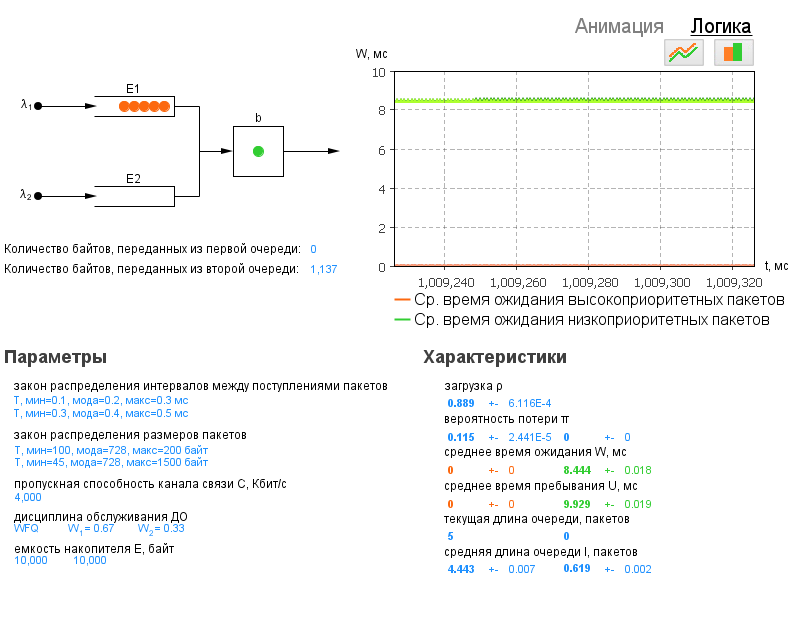 Анимация Логика
W, мс
10
8
6
4
2
0
1,009,240 1,009,260 1,009,280 1,009,300 1,009,320
t, мс
Ср. время ожидания высокоприоритетных пакетов
Ср. время ожидания низкоприоритетных пакетов
λ1
E1
b
λ2
E2
Количество байтов, переданных из первой очереди: 0
Количество байтов, переданных из второй очереди: 1,137
Параметры
закон распределения интервалов между поступлениями пакетов
T, мин=0.1, мода=0.2, макс=0.3 мс
T, мин=0.3, мода=0.4, макс=0.5 мс
закон распределения размеров пакетов
T, мин=100, мода=728, макс=200 байт
T, мин=45, мода=728, макс=1500 байт
пропускная способность канала связи C, Кбит/с
4,000
дисциплина обслуживания ДО
WFQ W1 = 0.67 W2 = 0.33
емкость накопителя E, байт
10,000 10,000
Характеристики
загрузка ρ
0.889 +- 6.116E-4
вероятность потери π
0.115 +- 2.441E-5 0 +- 0
среднее время ожидания W, мс
0 +- 0 8.444 +- 0.018
среднее время пребывания U, мс
0 +- 0 9.929 +- 0.019
текущая длина очереди, пакетов
5 0
средняя длина очереди l, пакетов
4.443 +- 0.007 0.619 +- 0.002